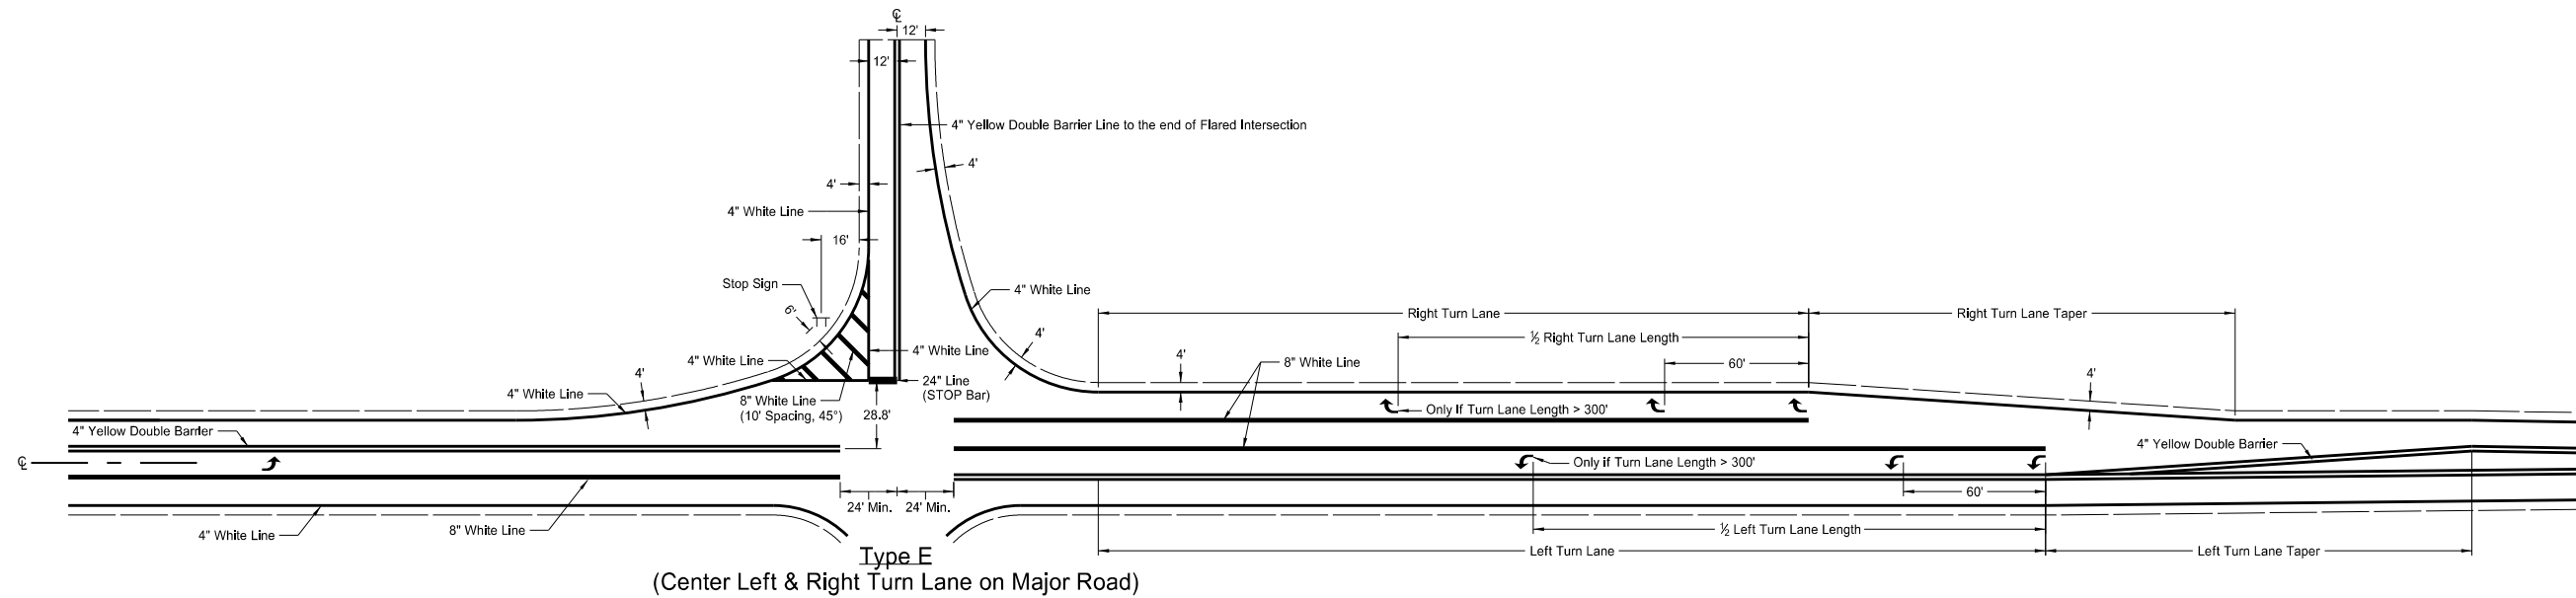 ℄
12'
12'
4" Yellow Double Barrier Line to the end of Flared Intersection
4'
4'
4" White Line
16'
Stop Sign
4" White Line
6'
Right Turn Lane
Right Turn Lane Taper
4'
½ Right Turn Lane Length
4" White Line
4" White Line
4'
8" White Line
60'
4'
4'
24" Line
(STOP Bar)
4" White Line
8" White Line
(10' Spacing, 45°)
28.8'
Only If Turn Lane Length > 300'
4" Yellow Double Barrier
4" Yellow Double Barrier
℄
Only if Turn Lane Length > 300'
60'
24' Min.
24' Min.
4" White Line
8" White Line
½ Left Turn Lane Length
Left Turn Lane
Left Turn Lane Taper
Type E
(Center Left & Right Turn Lane on Major Road)